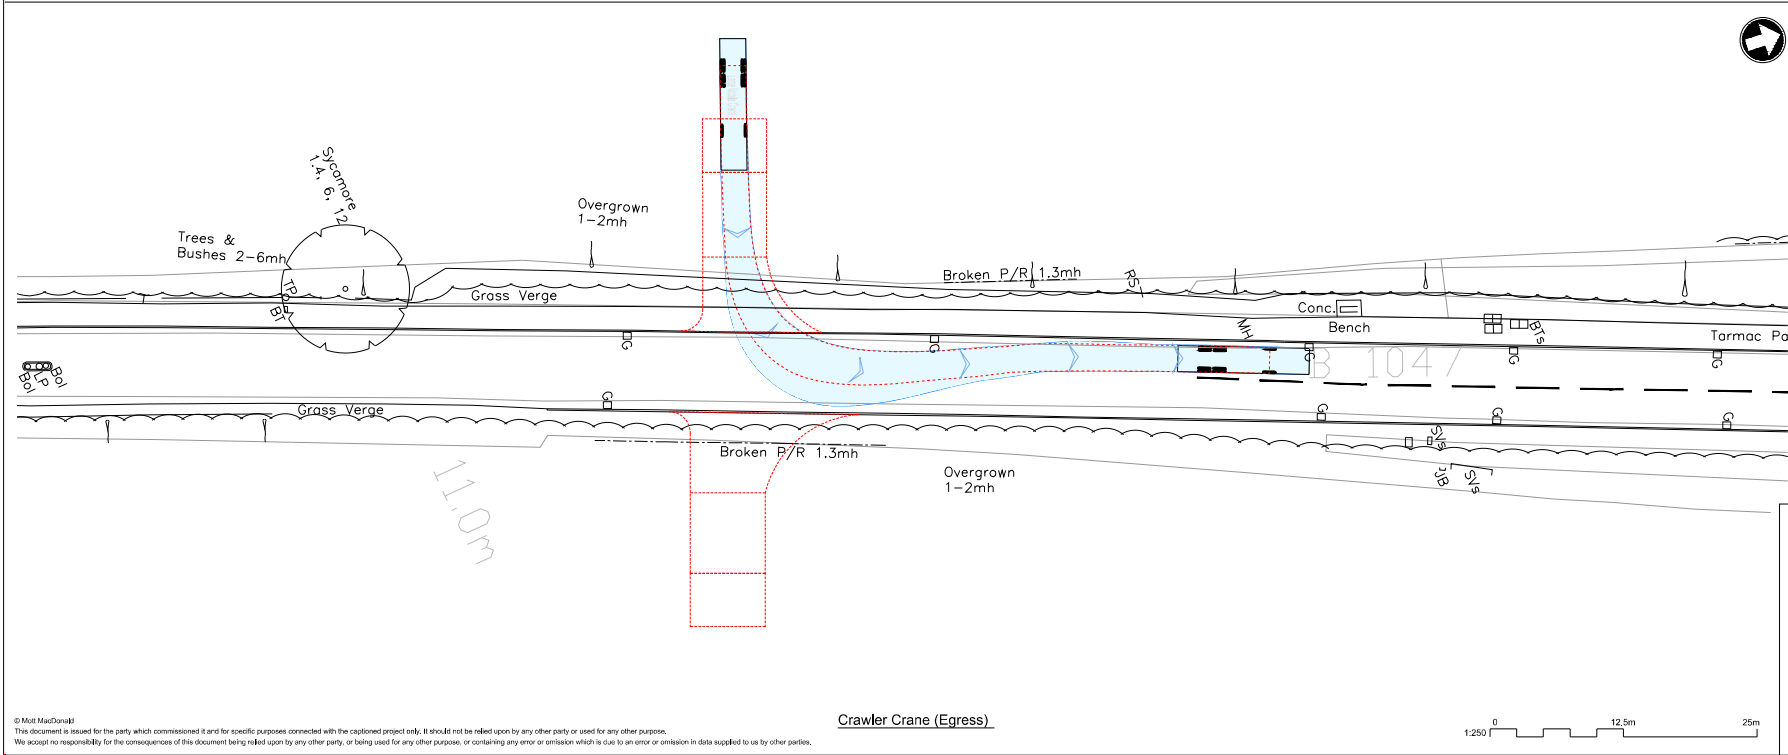 Sycamore
1.4, 6, 12
Overgrown
1-2mh
Trees &
Bushes 2-6mh
TP
BT
Grass Verge
Broken P/R 1.3mh
RS
Conc.
MH
Bench
BTs
Tarmac Pa
G
G
G
G
G
B 1047
Bol
LP
Bol
G
Grass Verge
G
G
G
Broken P/R 1.3mh
Overgrown
1-2mh
SVs
JB
SVs
11.0m
© Mott MacDonald
This document is issued for the party which commissioned it and for specific purposes connected with the captioned project only. It should not be relied upon by any other party or used for any other purpose.
We accept no responsibility for the consequences of this document being relied upon by any other party, or being used for any other purpose, or containing any error or omission which is due to an error or omission in data supplied to us by other parties.
Crawler Crane (Egress)
1:250
0 12.5m 25m